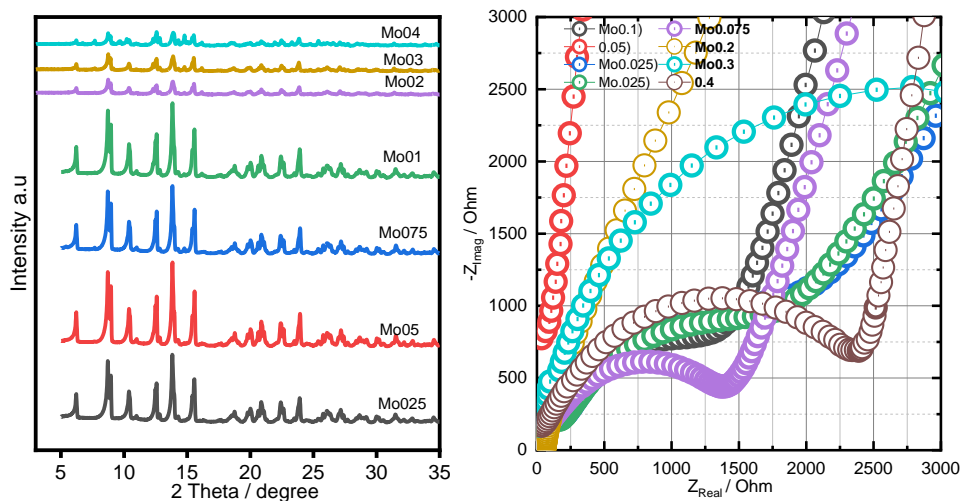 Mo04
Mo03
Mo02
Mo01
Mo075
Mo05
Mo025
Intensity a.u
5 10 15 20 25 30 35
2 Theta / degree
Mo0.1) Mo0.075
0.05) Mo0.2
Mo0.025) Mo0.3
Mo.025) 0.4
3000
2500
2000
1500
1000
500
0
-Z Imag / Ohm
0 500 1000 1500 2000 2500 3000
Z Real / Ohm